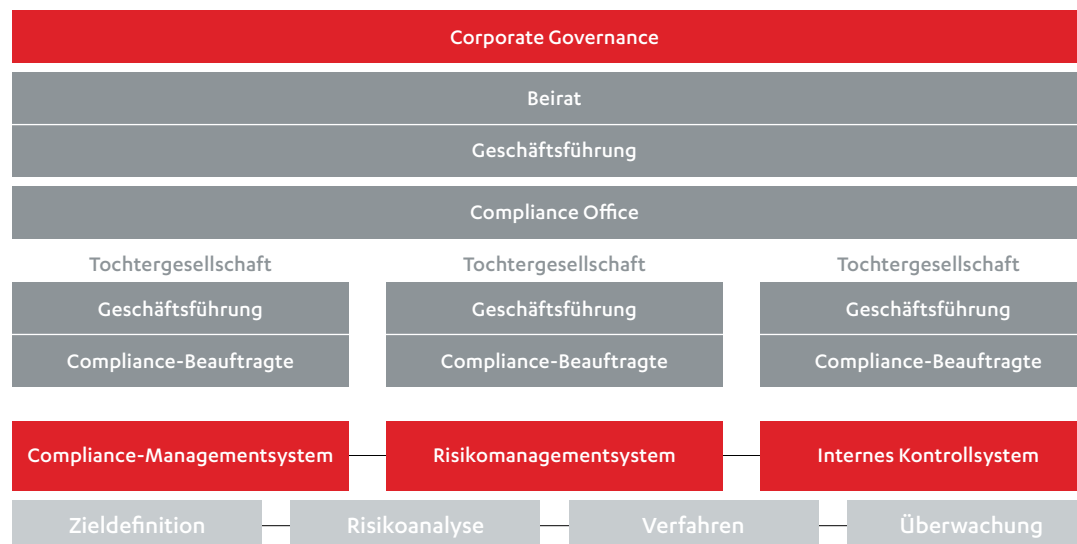 Corporate Governance
Beirat
Geschäftsführung
Compliance Office
Tochtergesellschaft Tochtergesellschaft Tochtergesellschaft
Geschäftsführung Geschäftsführung Geschäftsführung
Compliance-Beauftragte Compliance-Beauftragte Compliance-Beauftragte
Compliance-Managementsystem Risikomanagementsystem Internes Kontrollsystem
Zieldefinition Risikoanalyse Verfahren Überwachung